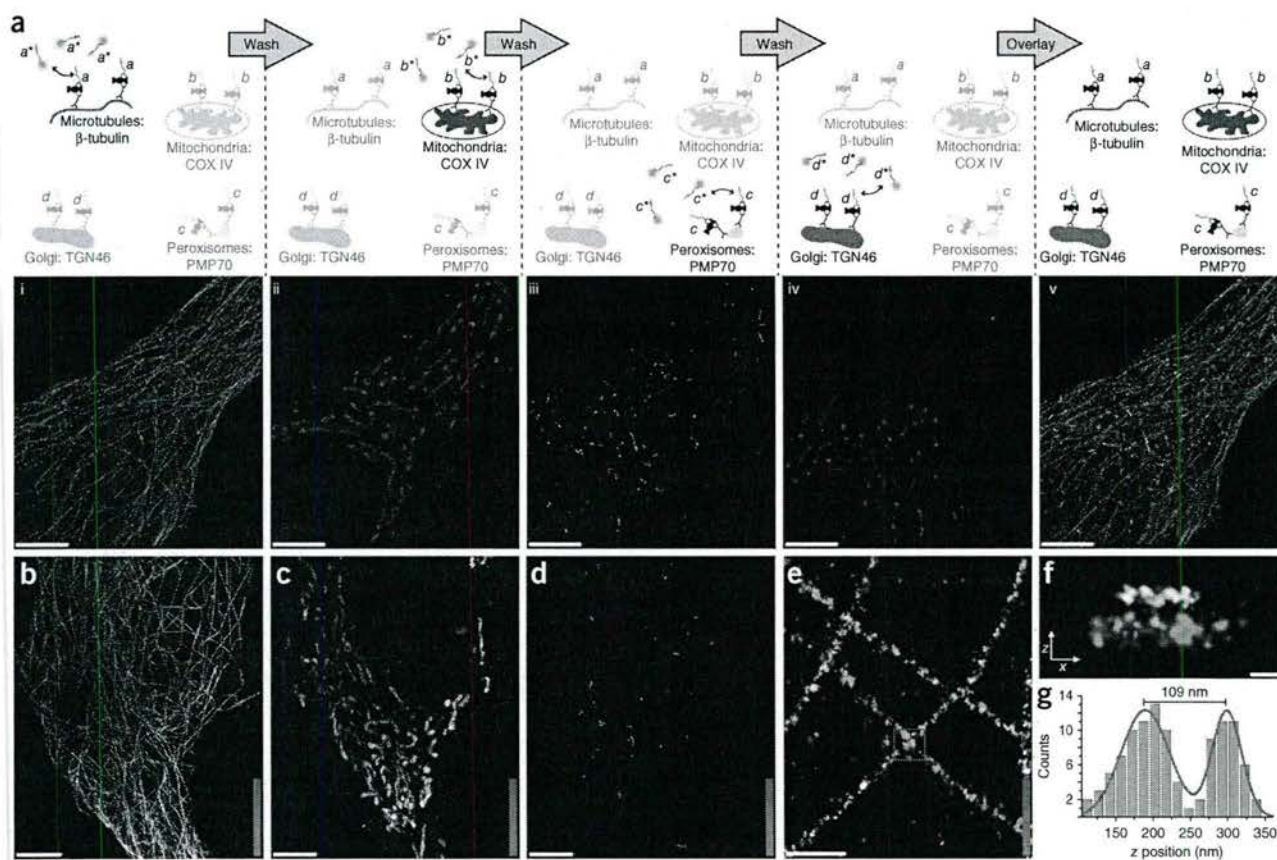 a
Wash
Wash
Wash
Overlay
a* a* a* a a
b b
Microtubules:
β-tubulin
Mitochondria:
COX IV
d d
c
c
Golgi: TGN46
Peroxisomes:
PMP70
b* b* b* b* b b
a a
Microtubules:
β-tubulin
Mitochondria:
COX IV
d d
c
c
Golgi: TGN46
Peroxisomes:
PMP70
a a
b b
Microtubules:
β-tubulin
Mitochondria:
COX IV
c* c* c* c* c
d d
c
Golgi: TGN46
Peroxisomes:
PMP70
a a
b b
Microtubules:
β-tubulin
Mitochondria:
COX IV
d* d* d* d*
d d
c
c
Golgi: TGN46
Peroxisomes:
PMP70
a a
b b
Microtubules:
β-tubulin
Mitochondria:
COX IV
d d
c
c
Golgi: TGN46
Peroxisomes:
PMP70
i
ii
iii
iv
v
b
c
d
e
f
z
x
g
109 nm
14
10
6
2
Counts
150 200 250 300 350
z position (nm)